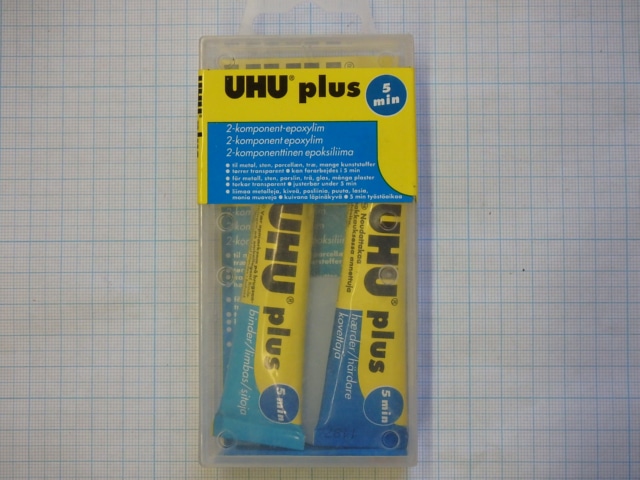 UHU® plus
5 min
2-komponent-epoxylim
2-komponent epoxylim
2-komponenttinen epoksiliima
• til metal, sten, porcellæn, træ, mange kunststoffer
• tørrer transparent • kan forarbejdes i 5 min
• för metall, sten, porslin, trä, glas, många plaster
• torkar transparent • justerbar under 5 min
• liimaa metalleja, kiveä, posliinia, puuta, lasia,
monia muoveja • kuivana läpinäkyvä • 5 min työstöaika
UHU® plus
binder/limbas/sitoja
5 min
UHU® plus
hærder/härdare
kovettaja
5 min
UHU